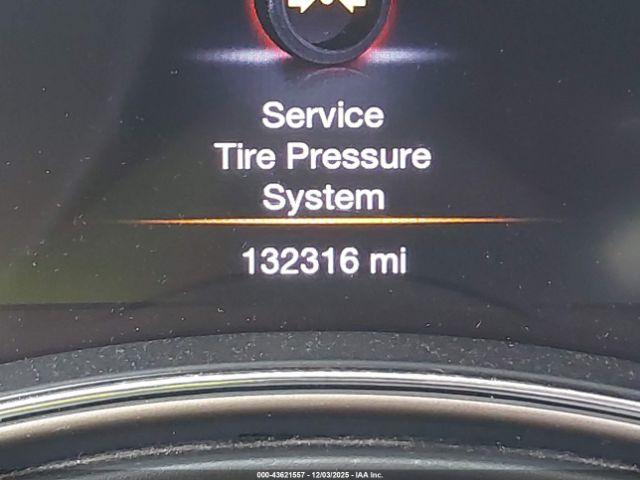 Service
Tire Pressure
System
132316 mi
000-43621557 - 12/03/2025 - IAA Inc.